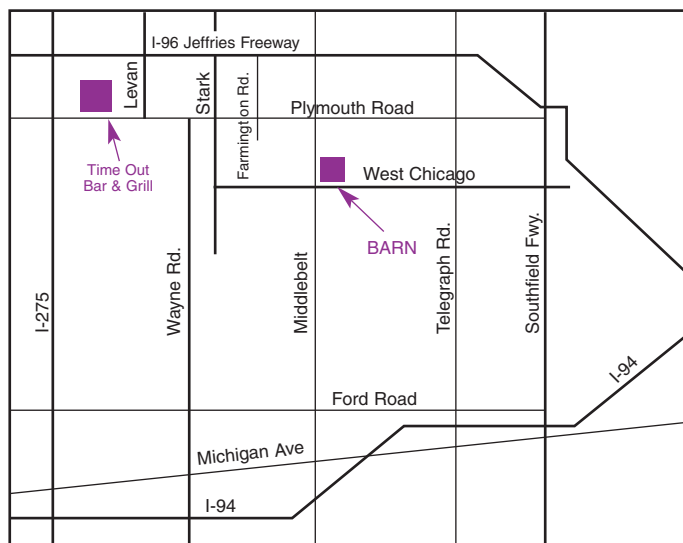 I-96 Jeffries Freeway
Levan
Stark
Farmington Rd.
Plymouth Road
Time Out
Bar & Grill
West Chicago
BARN
I-275
Wayne Rd.
Middlebelt
Telegraph Rd.
Southfield Fwy.
I-94
Ford Road
Michigan Ave
I-94